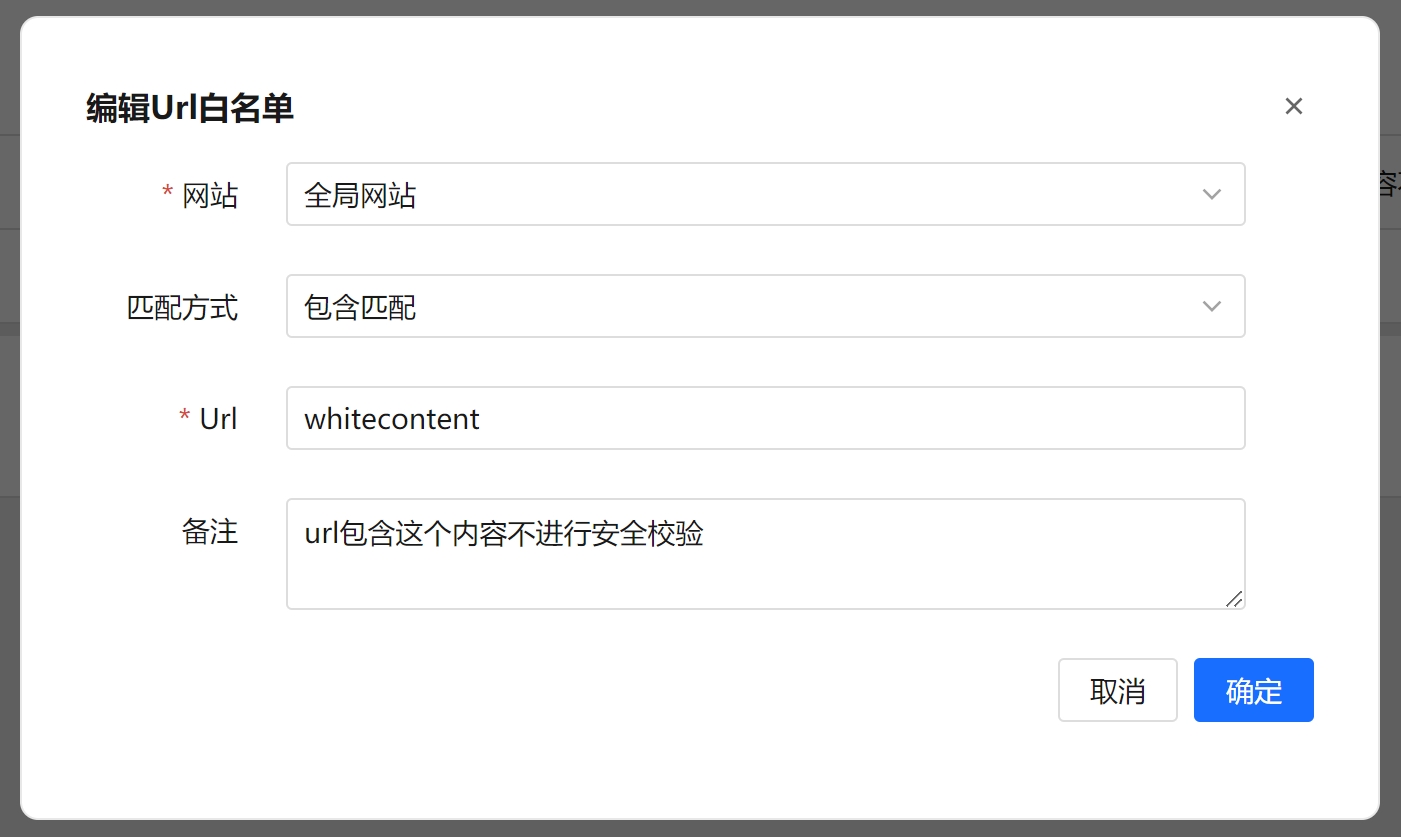 编辑Url白名单
* 网站
全局网站
匹配方式
包含匹配
* Url
whitecontent
备注
url包含这个内容不进行安全校验
取消
确定